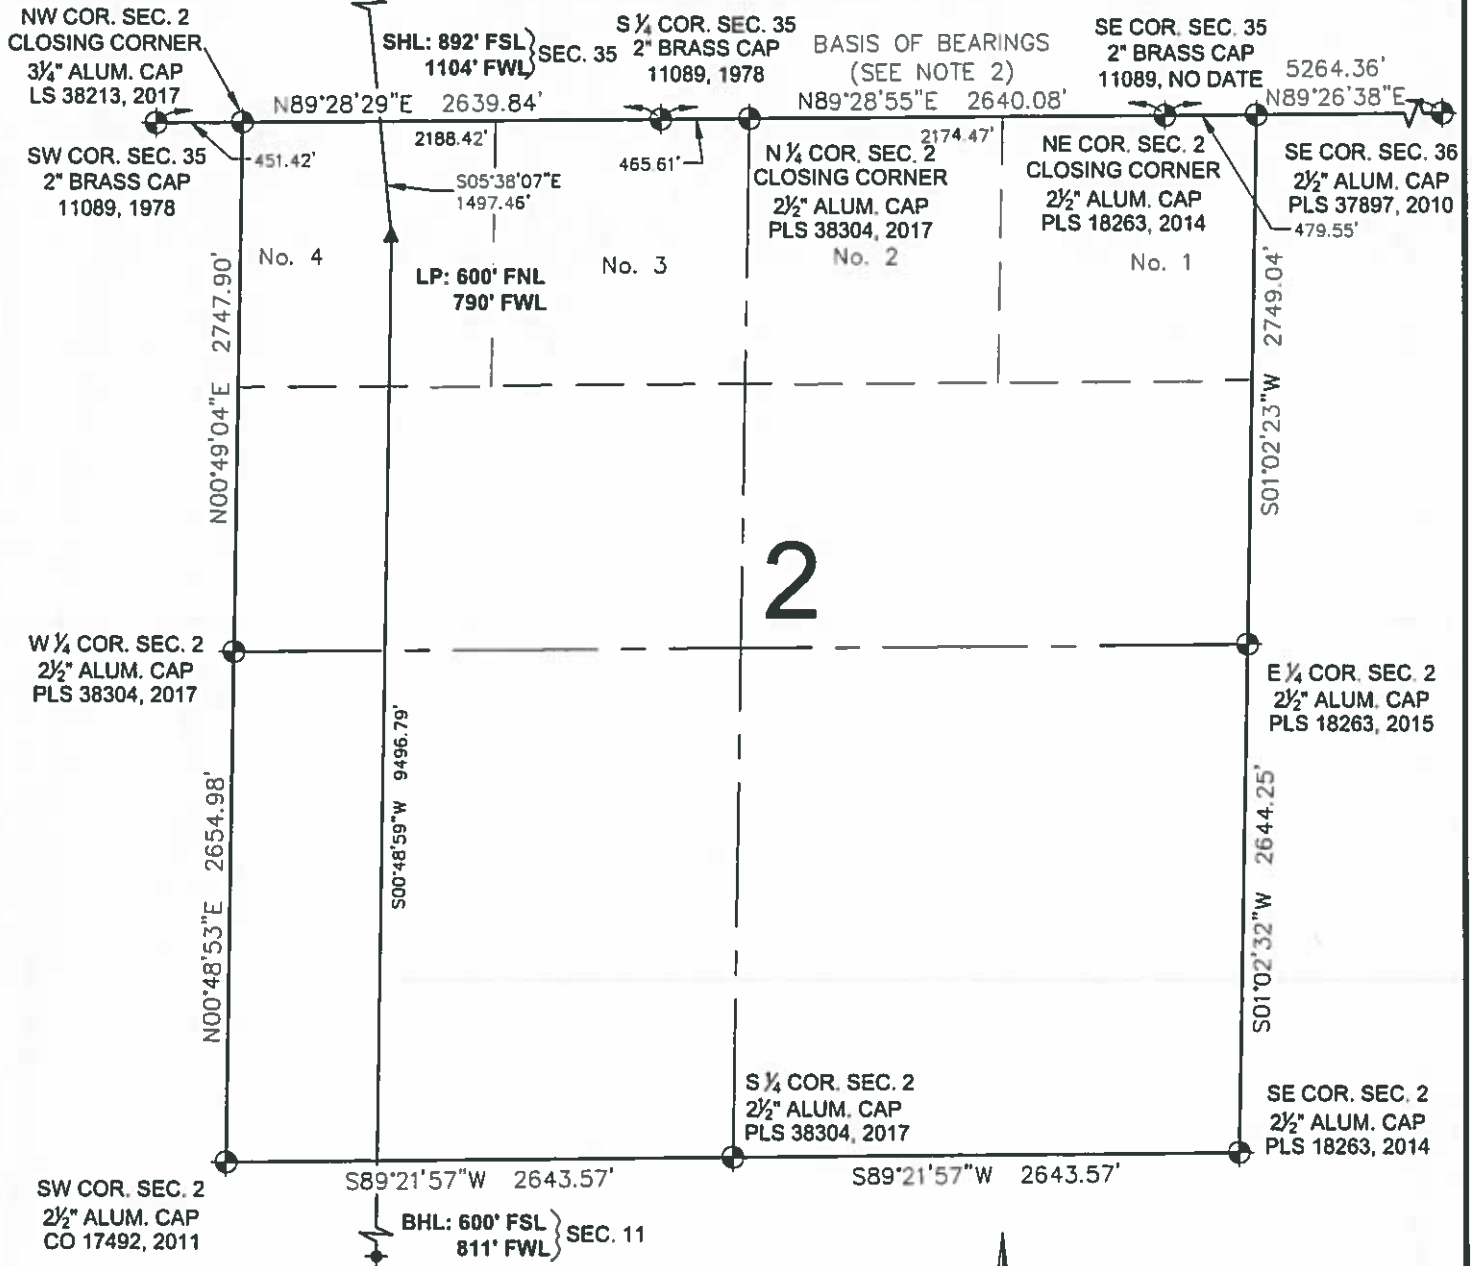 NW COR. SEC. 2
CLOSING CORNER
3¼" ALUM. CAP
LS 38213, 2017
SHL: 892' FSL
1104' FWL
SEC. 35
S ¼ COR. SEC. 35
2" BRASS CAP
11089, 1978
BASIS OF BEARINGS
(SEE NOTE 2)
SE COR. SEC. 35
2" BRASS CAP
11089, NO DATE
5264.36'
N89°26'38"E
N89°28'29"E 2639.84'
N89°28'55"E 2640.08'
SW COR. SEC. 35
2" BRASS CAP
11089, 1978
451.42'
2188.42'
S05°38'07"E
1497.46'
465.61'
N ¼ COR. SEC. 2
CLOSING CORNER
2½" ALUM. CAP
PLS 38304, 2017
2174.47'
NE COR. SEC. 2
CLOSING CORNER
2½" ALUM. CAP
PLS 18263, 2014
SE COR. SEC. 36
2½" ALUM. CAP
PLS 37897, 2010
479.55'
No. 4
No. 3
No. 2
No. 1
LP: 600' FNL
790' FWL
N00°49'04"E 2747.90'
S01°02'23"W 2749.04'
2
W ¼ COR. SEC. 2
2½" ALUM. CAP
PLS 38304, 2017
E ¼ COR. SEC. 2
2½" ALUM. CAP
PLS 18263, 2015
N00°48'53"E 2654.98'
S00°48'59"W 9496.79'
S01°02'32"W 2644.25'
S ¼ COR. SEC. 2
2½" ALUM. CAP
PLS 38304, 2017
SE COR. SEC. 2
2½" ALUM. CAP
PLS 18263, 2014
S89°21'57"W 2643.57'
S89°21'57"W 2643.57'
SW COR. SEC. 2
2½" ALUM. CAP
CO 17492, 2011
BHL: 600' FSL
811' FWL
SEC. 11